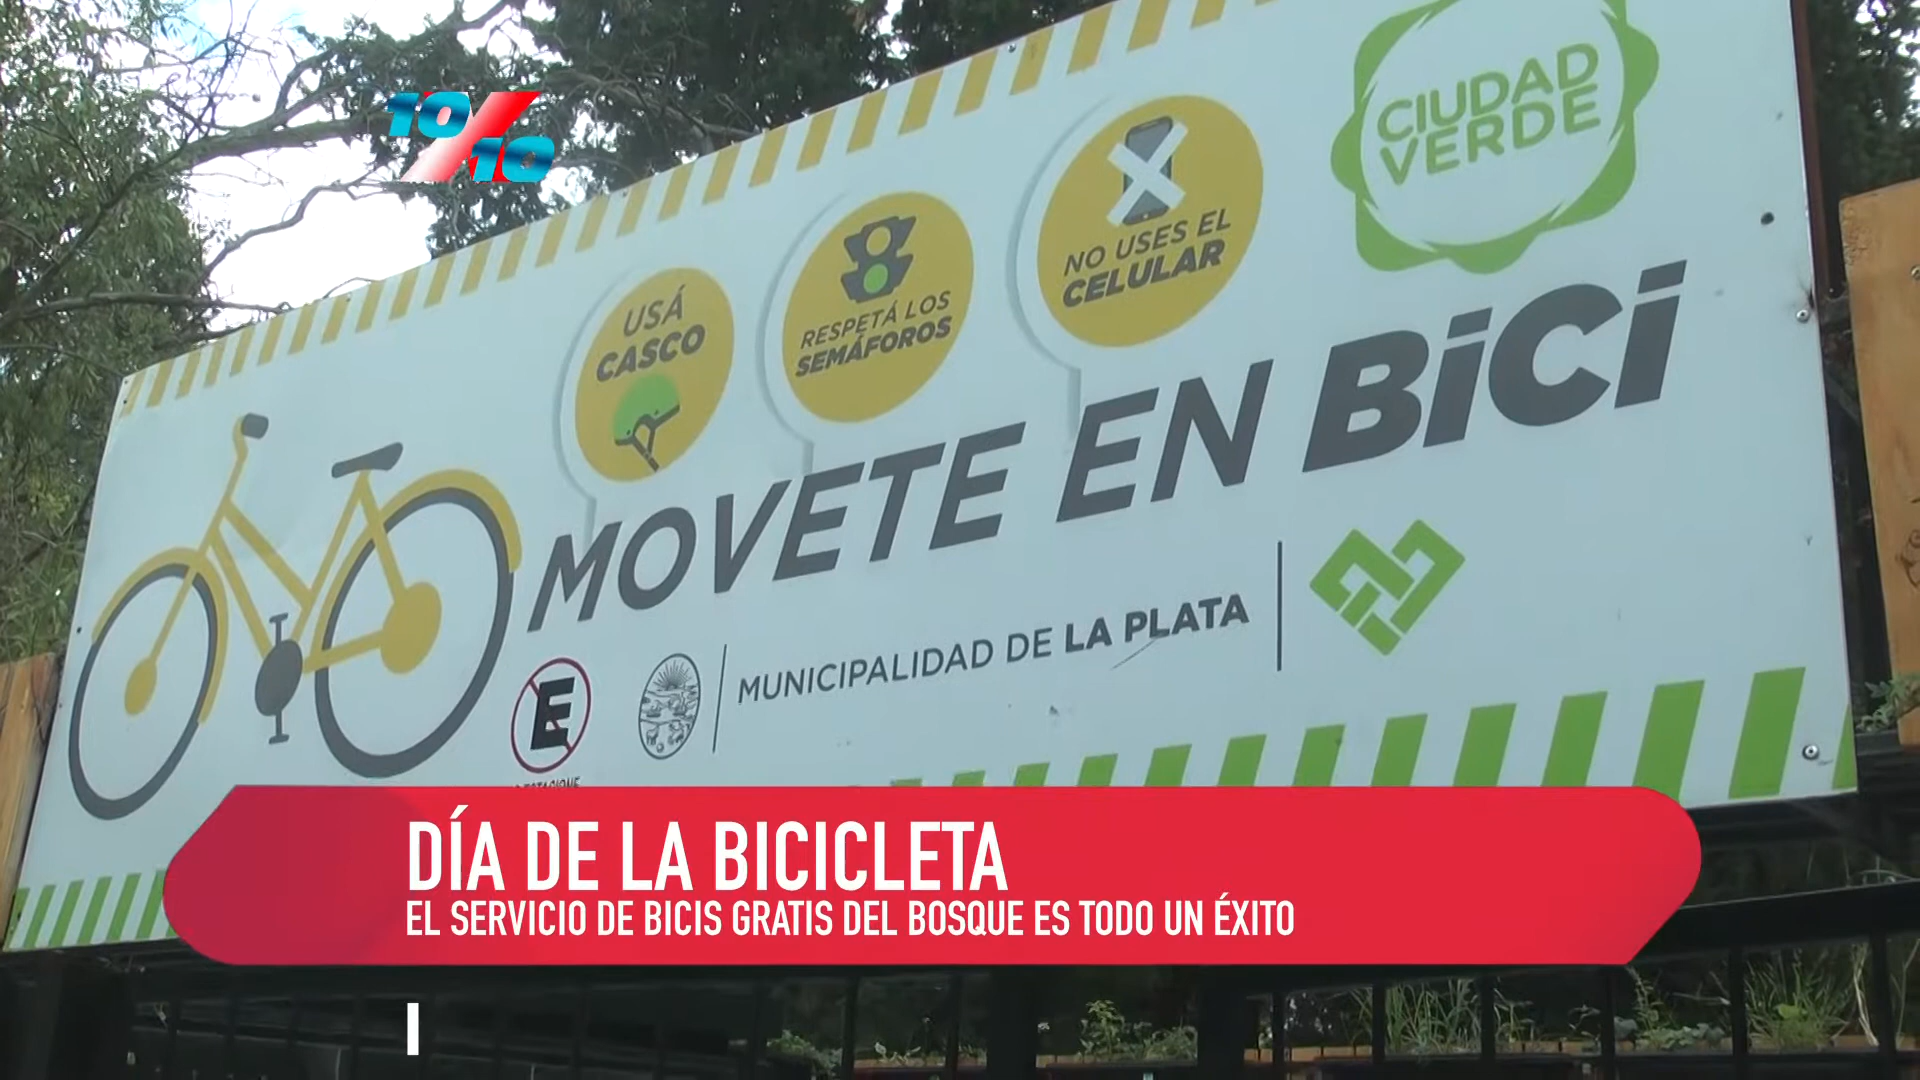 10
10
CIUDAD
VERDE
USÁ
CASCO
RESPETÁ LOS
SEMÁFOROS
NO USES EL
CELULAR
MOVETE EN BiCi
E
MUNICIPALIDAD DE LA PLATA
DÍA DE LA BICICLETA
EL SERVICIO DE BICIS GRATIS DEL BOSQUE ES TODO UN ÉXITO